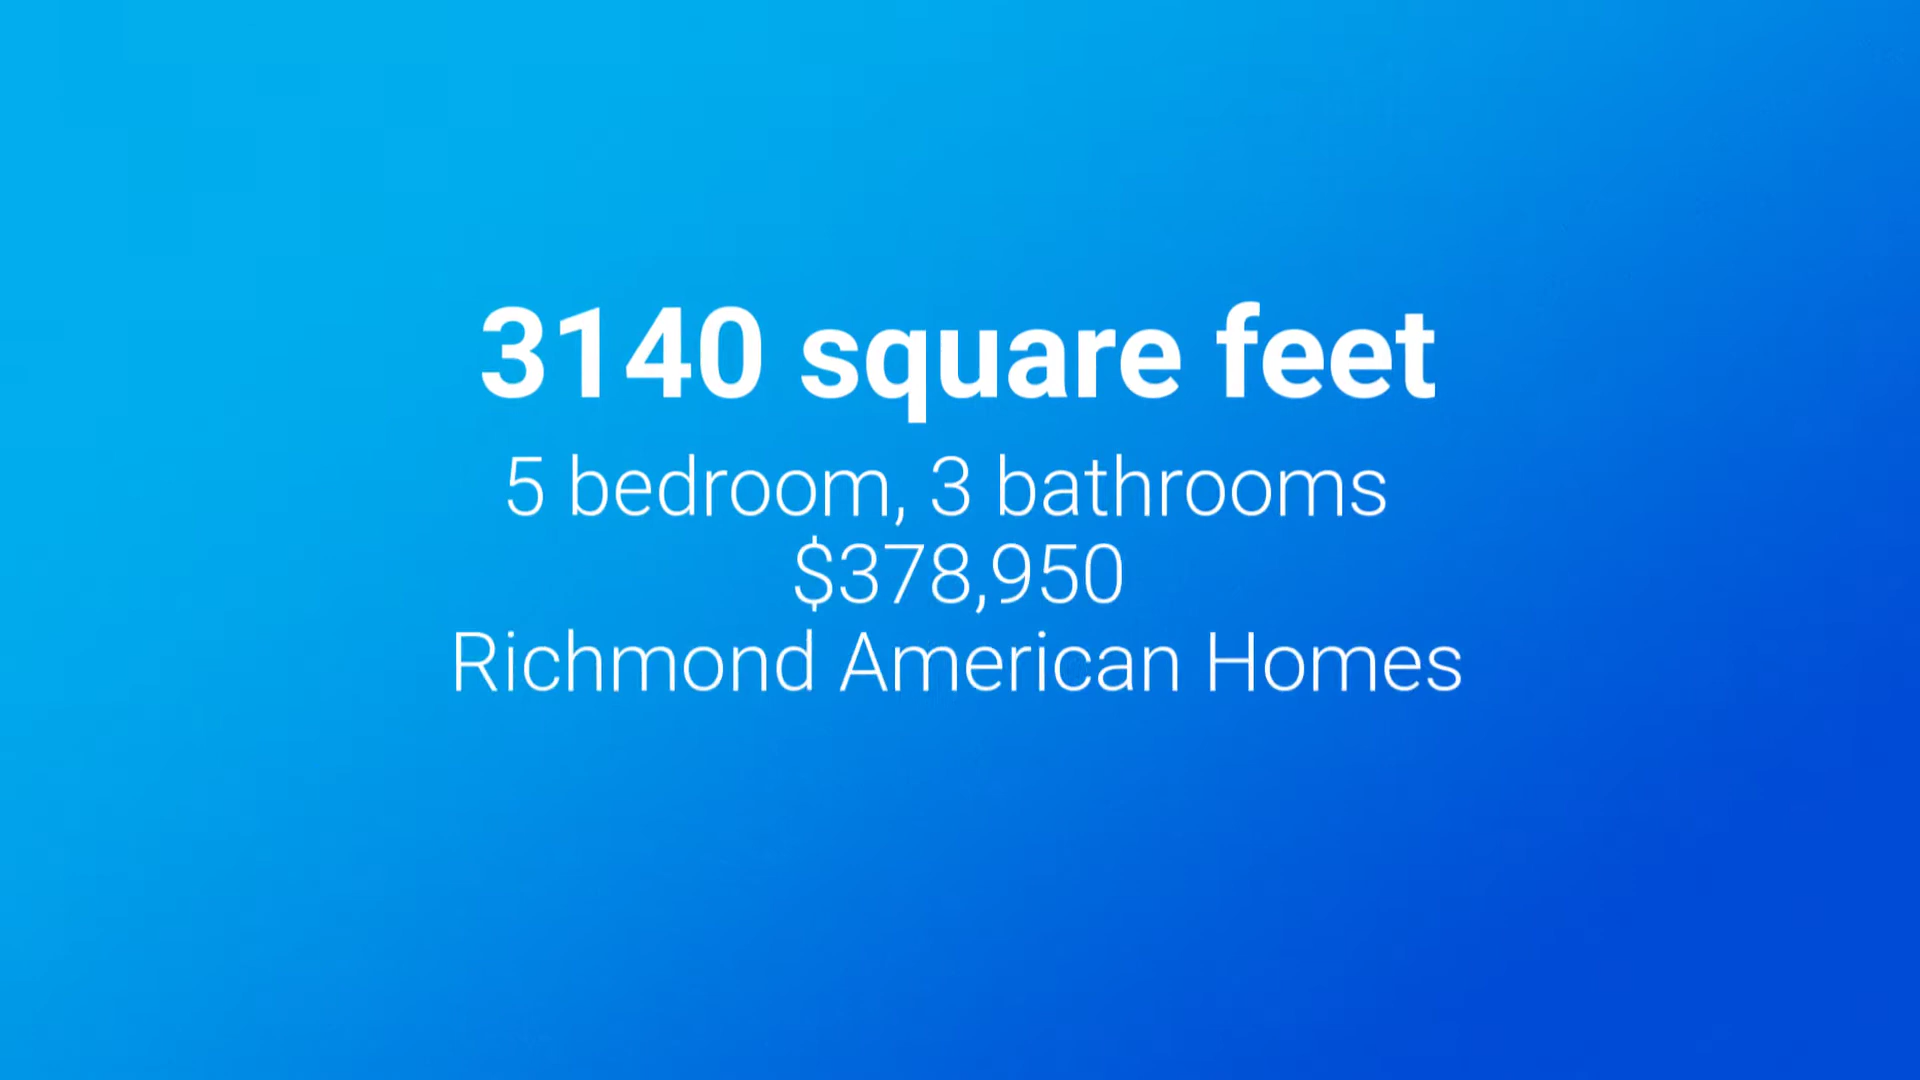 3140 square feet
5 bedroom, 3 bathrooms
$378,950
Richmond American Homes